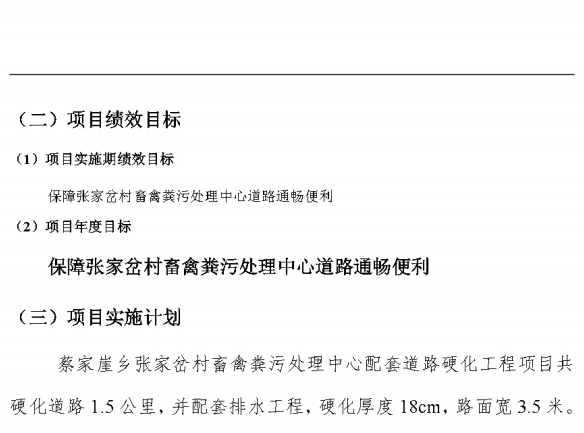 （二）项目绩效目标
（1）项目实施期绩效目标
保障张家岔村畜禽粪污处理中心道路通畅便利
（2）项目年度目标
保障张家岔村畜禽粪污处理中心道路通畅便利
（三）项目实施计划
蔡家崖乡张家岔村畜禽粪污处理中心配套道路硬化工程项目共
硬化道路 1.5 公里，并配套排水工程，硬化厚度 18cm，路面宽 3.5 米。